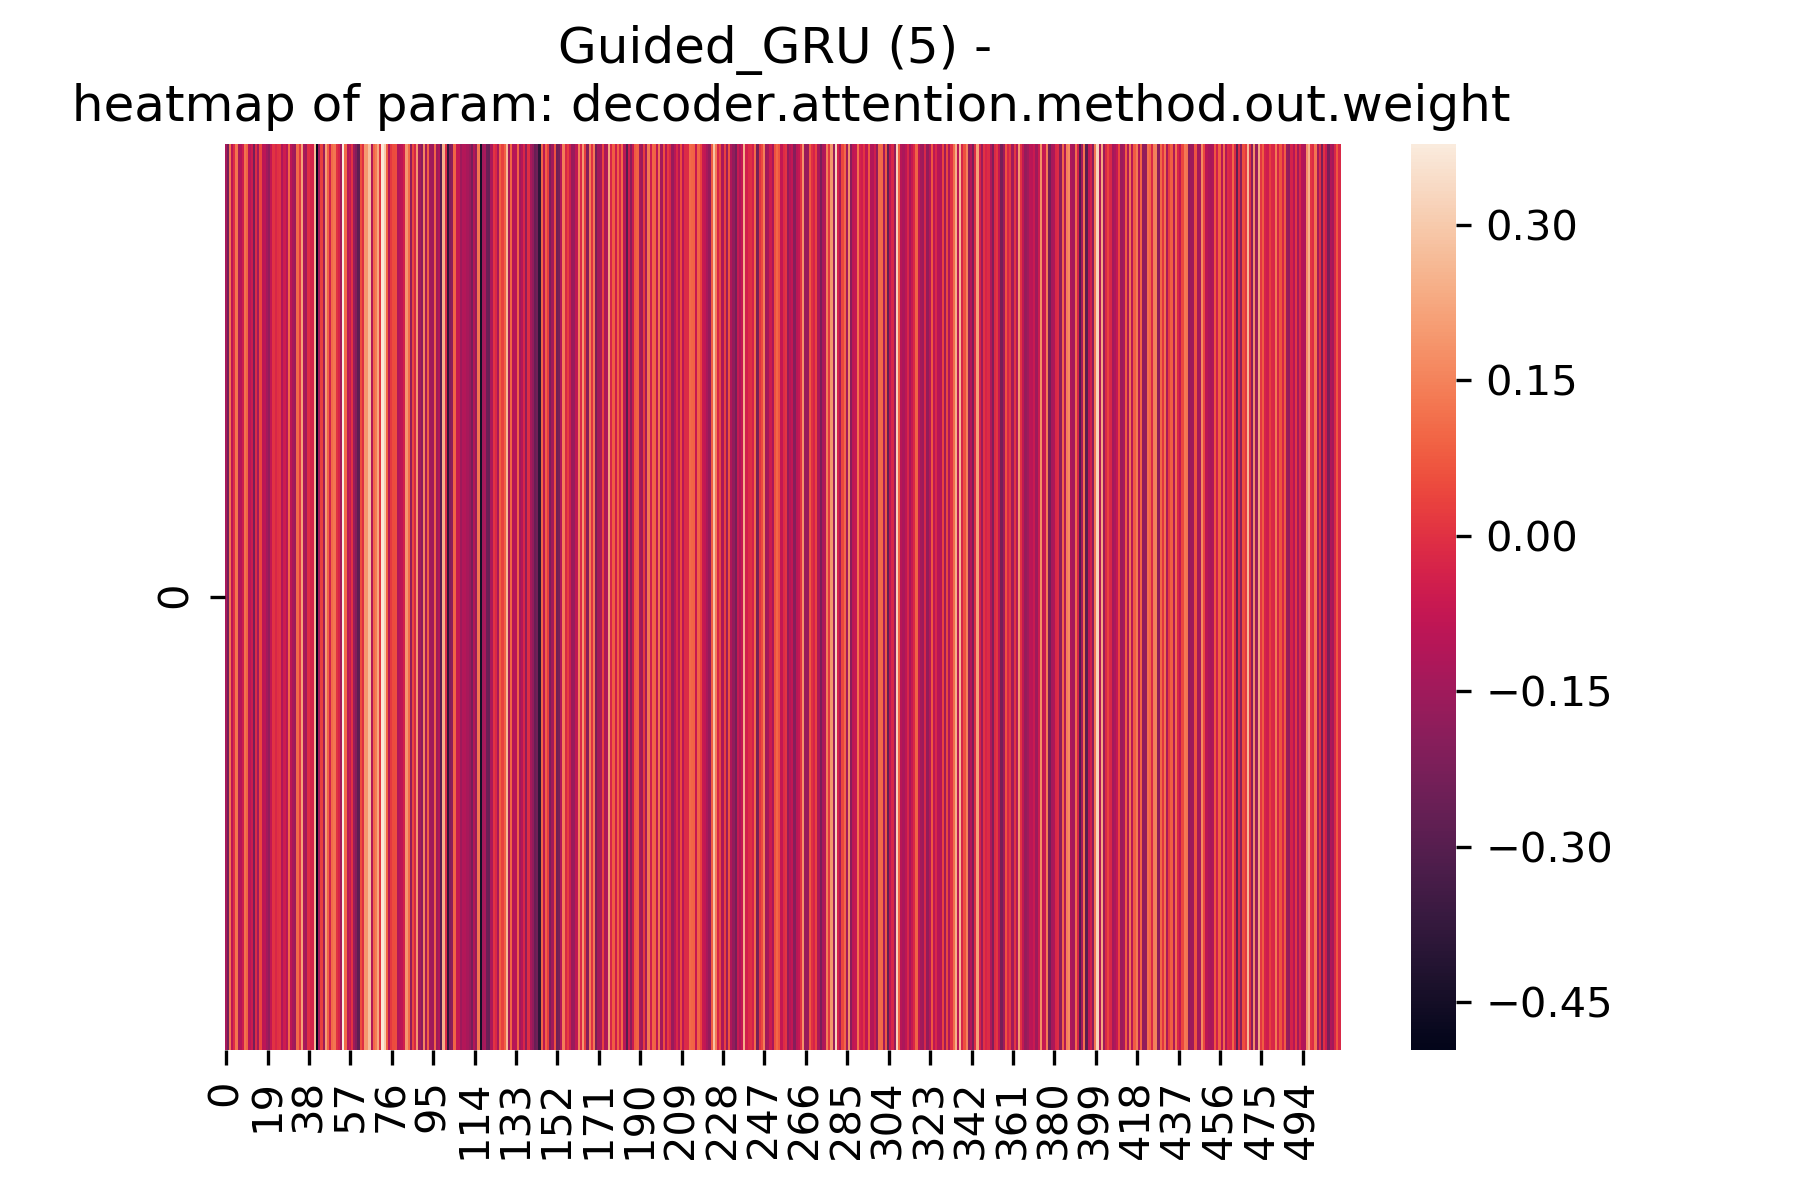 Guided_GRU (5) -
heatmap of param: decoder.attention.method.out.weight
0.30
0.15
0.00
−0.15
−0.30
−0.45
0
0 19 38 57 76 95 114 133 152 171 190 209 228 247 266 285 304 323 342 361 380 399 418 437 456 475 494